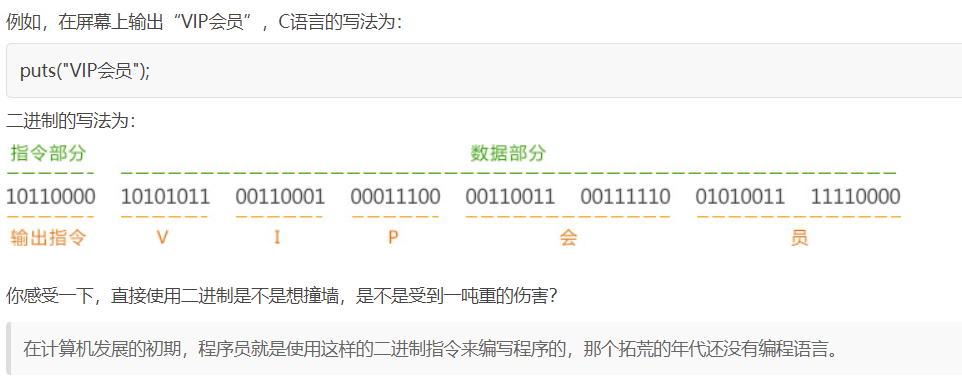 例如，在屏幕上输出“VIP会员”，C语言的写法为：
puts("VIP会员");
二进制的写法为：
指令部分 数据部分
10110000 10101011 00110001 00011100 00110011 00111110 01010011 11110000
输出指令 V I P 会 员
你感受一下，直接使用二进制是不是想撞墙，是不是受到一吨重的伤害？
在计算机发展的初期，程序员就是使用这样的二进制指令来编写程序的，那个拓荒的年代还没有编程语言。